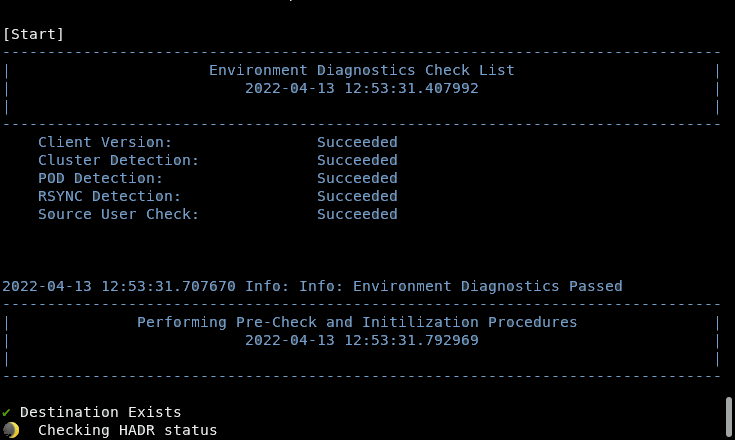 [Start]
--------------------------------------------------------------------------------
| Environment Diagnostics Check List |
| 2022-04-13 12:53:31.407992 |
| |
--------------------------------------------------------------------------------
Client Version: Succeeded
Cluster Detection: Succeeded
POD Detection: Succeeded
RSYNC Detection: Succeeded
Source User Check: Succeeded
2022-04-13 12:53:31.707670 Info: Info: Environment Diagnostics Passed
--------------------------------------------------------------------------------
| Performing Pre-Check and Initilization Procedures |
| 2022-04-13 12:53:31.792969 |
| |
--------------------------------------------------------------------------------
✔ Destination Exists
🌘 Checking HADR status